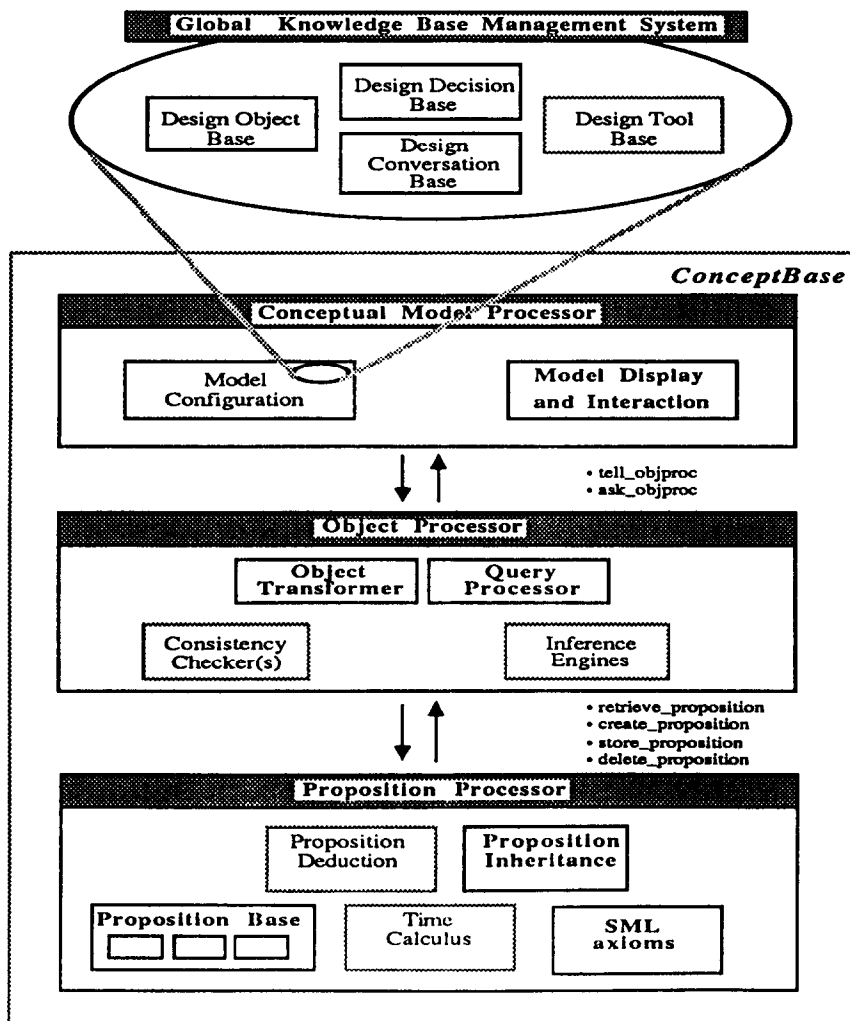 Global Knowledge Base Management System
Design Decision
Base
Design Object
Base
Design Tool
Base
Design
Conversation
Base
ConceptBase
Conceptual Model Processor
Model
Configuration
Model Display
and Interaction
• tell_objproc
• ask_objproc
Object Processor
Object
Transformer
Query
Processor
Consistency
Checker(s)
Inference
Engines
• retrieve_proposition
• create_proposition
• store_proposition
• delete_proposition
Proposition Processor
Proposition
Deduction
Proposition
Inheritance
Proposition Base
Time
Calculus
SML
axioms